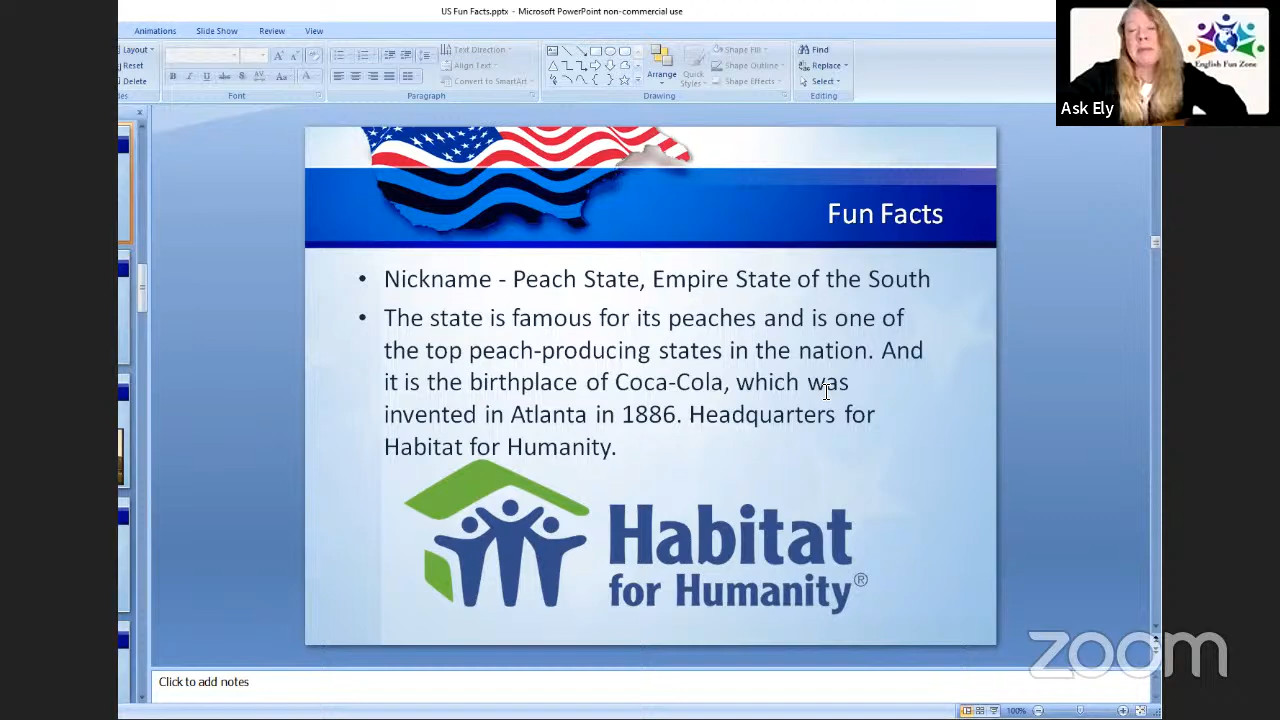 US Fun Facts.pptx - Microsoft PowerPoint non-commercial use
Animations Slide Show Review View
Layout
Reset
Delete
Text Direction
Align Text
Convert to SmartArt
Arrange
Quick
Styles
Shape Fill
Shape Outline
Shape Effects
Find
Replace
Select
Font
Paragraph
Drawing
Editing
English Fun Zone
Ask Ely
Fun Facts
• Nickname - Peach State, Empire State of the South
• The state is famous for its peaches and is one of
the top peach-producing states in the nation. And
it is the birthplace of Coca-Cola, which was
invented in Atlanta in 1886. Headquarters for
Habitat for Humanity.
Habitat
for Humanity®
zoom
Click to add notes
100%